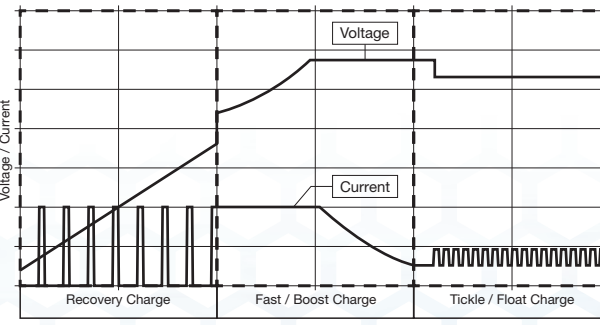 Voltage
Voltage / Current
Current
Recovery Charge
Fast / Boost Charge
Tickle / Float Charge